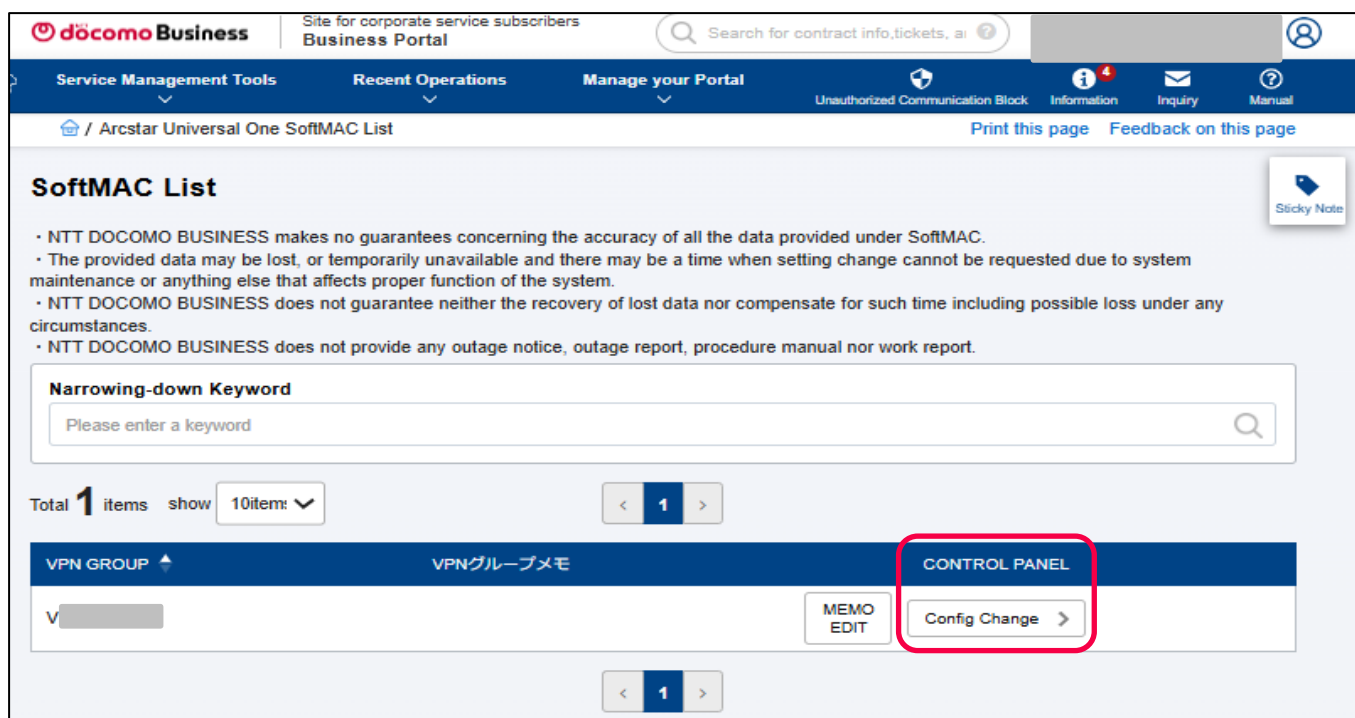 döcomo Business
Site for corporate service subscribers
Business Portal
Search for contract info,tickets, a
Service Management Tools
Recent Operations
Manage your Portal
Unauthorized Communication Block
4
Information
Inquiry
Manual
/ Arcstar Universal One SoftMAC List
Print this page
Feedback on this page
SoftMAC List
Sticky Note
・NTT DOCOMO BUSINESS makes no guarantees concerning the accuracy of all the data provided under SoftMAC.
・The provided data may be lost, or temporarily unavailable and there may be a time when setting change cannot be requested due to system
maintenance or anything else that affects proper function of the system.
・NTT DOCOMO BUSINESS does not guarantee neither the recovery of lost data nor compensate for such time including possible loss under any
circumstances.
・NTT DOCOMO BUSINESS does not provide any outage notice, outage report, procedure manual nor work report.
Narrowing-down Keyword
Please enter a keyword
Total 1 items show 10item
< 1 >
VPN GROUP VPNグループメモ CONTROL PANEL
V
MEMO
EDIT
Config Change >
< 1 >